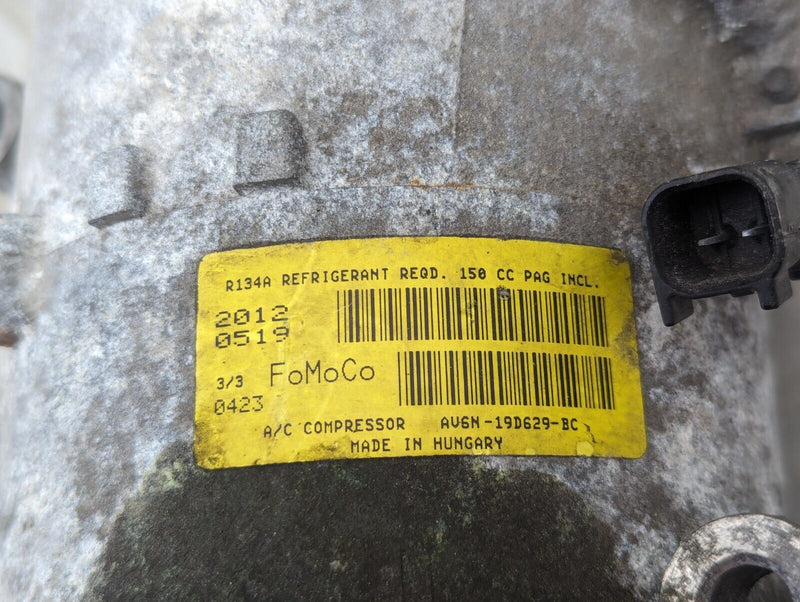 R134A REFRIGERANT REQD. 150 CC PAG INCL.
2012
0519
3/3 FoMoCo
0423
A/C COMPRESSOR AV6N-19D629-BC
MADE IN HUNGARY